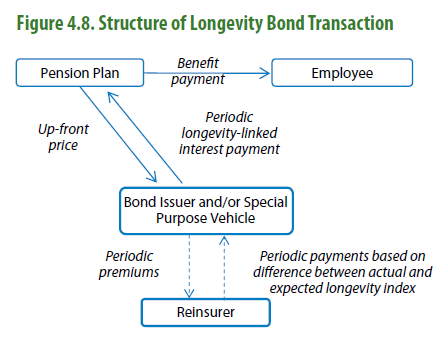 Figure 4.8. Structure of Longevity Bond Transaction
Pension Plan
Benefit
payment
Employee
Up-front
price
Periodic
longevity-linked
interest payment
Bond Issuer and/or Special
Purpose Vehicle
Periodic
premiums
Periodic payments based on
difference between actual and
expected longevity index
Reinsurer